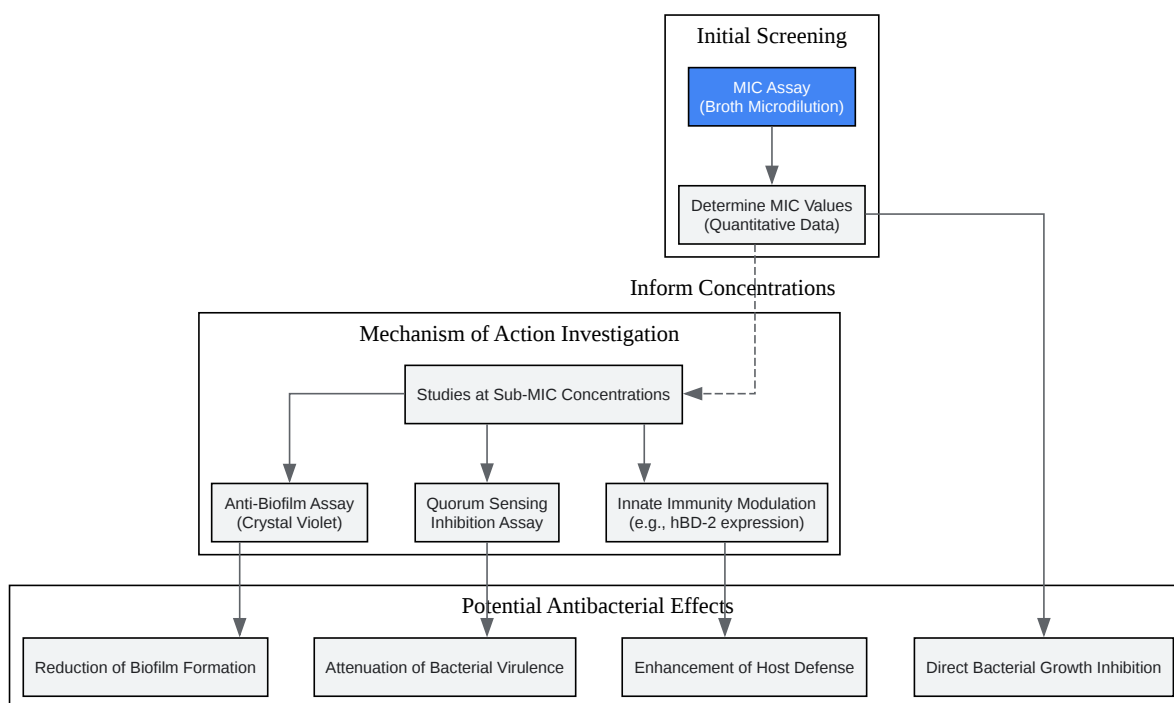 Initial Screening
MIC Assay
(Broth Microdilution)
Determine MIC Values
(Quantitative Data)
Inform Concentrations
Mechanism of Action Investigation
Studies at Sub-MIC Concentrations
Anti-Biofilm Assay
(Crystal Violet)
Quorum Sensing
Inhibition Assay
Innate Immunity Modulation
(e.g., hBD-2 expression)
Potential Antibacterial Effects
Reduction of Biofilm Formation
Attenuation of Bacterial Virulence
Enhancement of Host Defense
Direct Bacterial Growth Inhibition